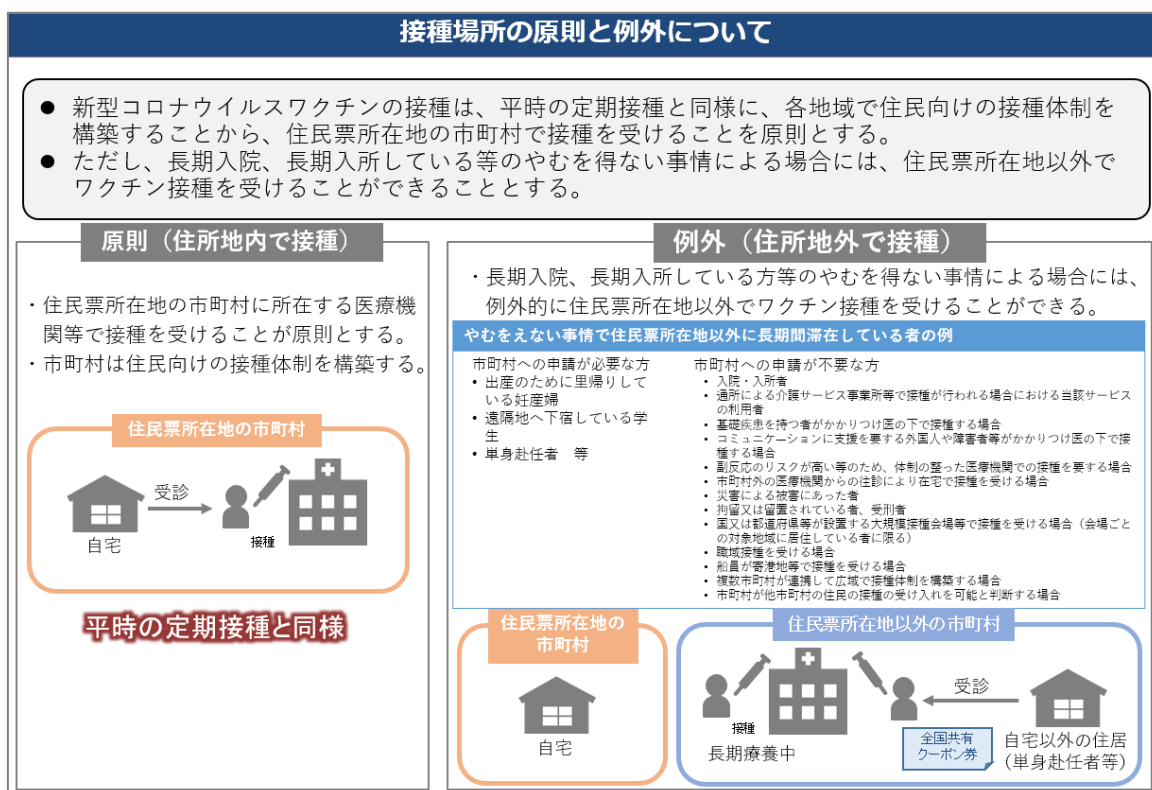 接種場所の原則と例外について
● 新型コロナウイルスワクチンの接種は、平時の定期接種と同様に、各地域で住民向けの接種体制を
構築することから、住民票所在地の市町村で接種を受けることを原則とする。
● ただし、長期入院、長期入所している等のやむを得ない事情による場合には、住民票所在地以外で
ワクチン接種を受けることができることとする。
原則（住所地内で接種）
・住民票所在地の市町村に所在する医療機
関等で接種を受けることが原則とする。
・市町村は住民向けの接種体制を構築する。
住民票所在地の市町村
受診
自宅
接種
平時の定期接種と同様
例外（住所地外で接種）
・長期入院、長期入所している方等のやむを得ない事情による場合には、
例外的に住民票所在地以外でワクチン接種を受けることができる。
やむをえない事情で住民票所在地以外に長期間滞在している者の例
市町村への申請が必要な方
• 出産のために里帰りして
いる妊産婦
• 遠隔地へ下宿している学
生
• 単身赴任者　等
市町村への申請が不要な方
• 入院・入所者
• 通所による介護サービス事業所等で接種が行われる場合における当該サービス
の利用者
• 基礎疾患を持つ者がかかりつけ医の下で接種する場合
• コミュニケーションに支援を要する外国人や障害者等がかかりつけ医の下で接
種する場合
• 副反応のリスクが高い等のため、体制の整った医療機関での接種を要する場合
• 市町村外の医療機関からの往診により在宅で接種を受ける場合
• 災害による被害にあった者
• 拘留又は留置されている者、受刑者
• 国又は都道府県等が設置する大規模接種会場等で接種を受ける場合（会場ごと
の対象地域に居住している者に限る）
• 職域接種を受ける場合
• 船員が寄港地等で接種を受ける場合
• 複数市町村が連携して広域で接種体制を構築する場合
• 市町村が他市町村の住民の接種の受け入れを可能と判断する場合
住民票所在地の
市町村
自宅
住民票所在地以外の市町村
接種
長期療養中
受診
全国共有
クーポン券
自宅以外の住居
（単身赴任者等）